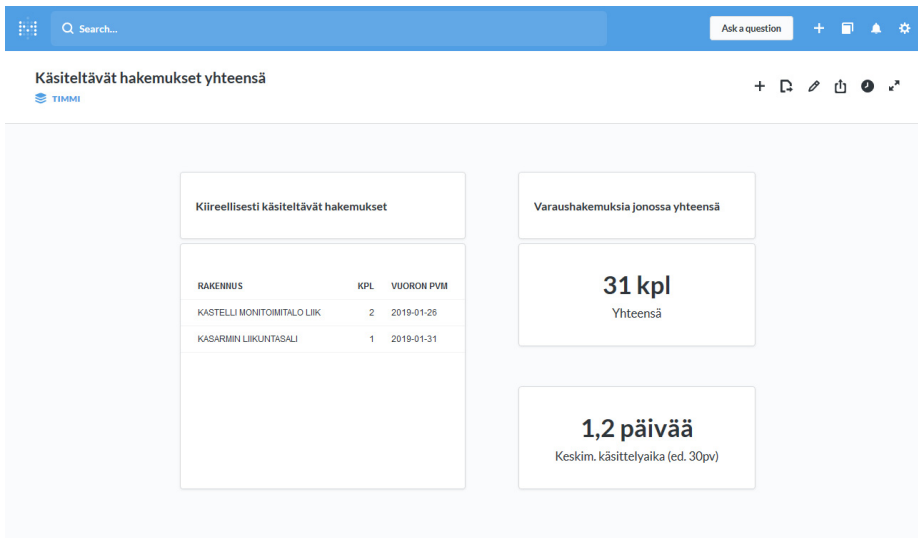 Search...
Ask a question
Käsiteltävät hakemukset yhteensä
TIMMI
Kiireellisesti käsiteltävät hakemukset
RAKENNUS KPL VUORON PVM
KASTELLI MONITOIMITALO LIIK 2 2019-01-26
KASARMIN LIIKUNTASALI 1 2019-01-31
Varaushakemuksia jonossa yhteensä
31 kpl
Yhteensä
1,2 päivää
Keskim. käsittelyaika (ed. 30pv)